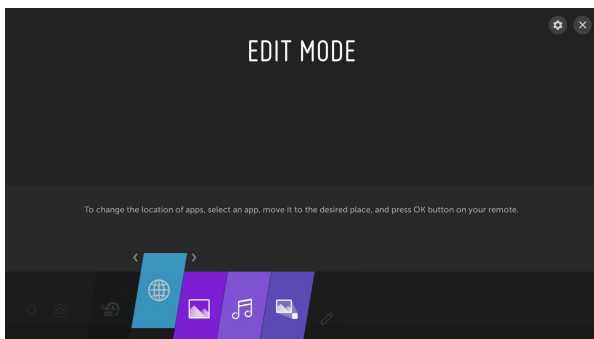 EDIT MODE
To change the location of apps, select an app, move it to the desired place, and press OK button on your remote.